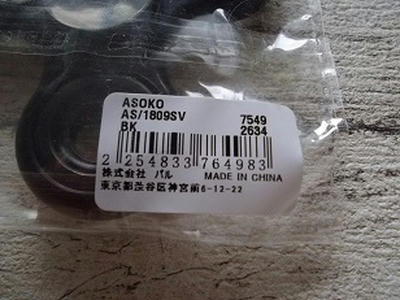 ASOKO
AS/1809SV 7549
BK 2634
2 254833 764983
株式会社 パル MADE IN CHINA
東京都渋谷区神宮前6-12-22